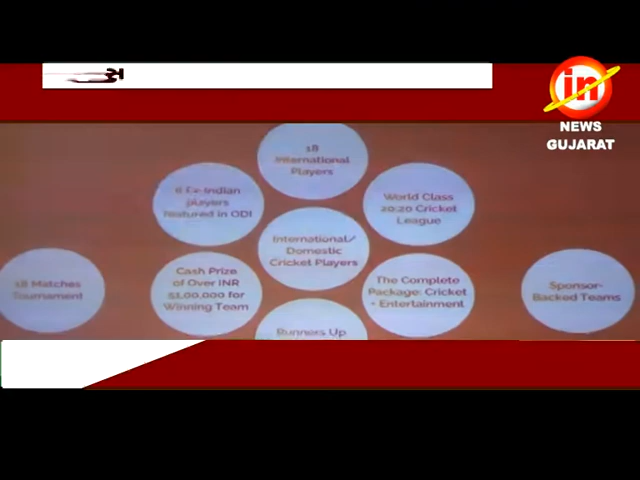 in
NEWS
GUJARAT
18
International
Players
6 Ex-Indian
players
featured in ODI
World Class
20:20 Cricket
League
International/
Domestic
Cricket Players
18 Matches
Tournament
Cash Prize
of Over INR
51,00,000 for
Winning Team
The Complete
Package: Cricket
+ Entertainment
Sponsor-
Backed Teams
Runners Up